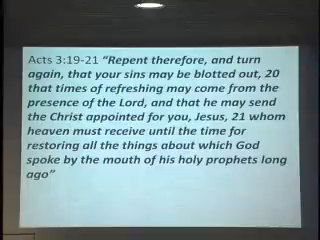 Acts 3:19-21 “Repent therefore, and turn
again, that your sins may be blotted out, 20
that times of refreshing may come from the
presence of the Lord, and that he may send
the Christ appointed for you, Jesus, 21 whom
heaven must receive until the time for
restoring all the things about which God
spoke by the mouth of his holy prophets long
ago”